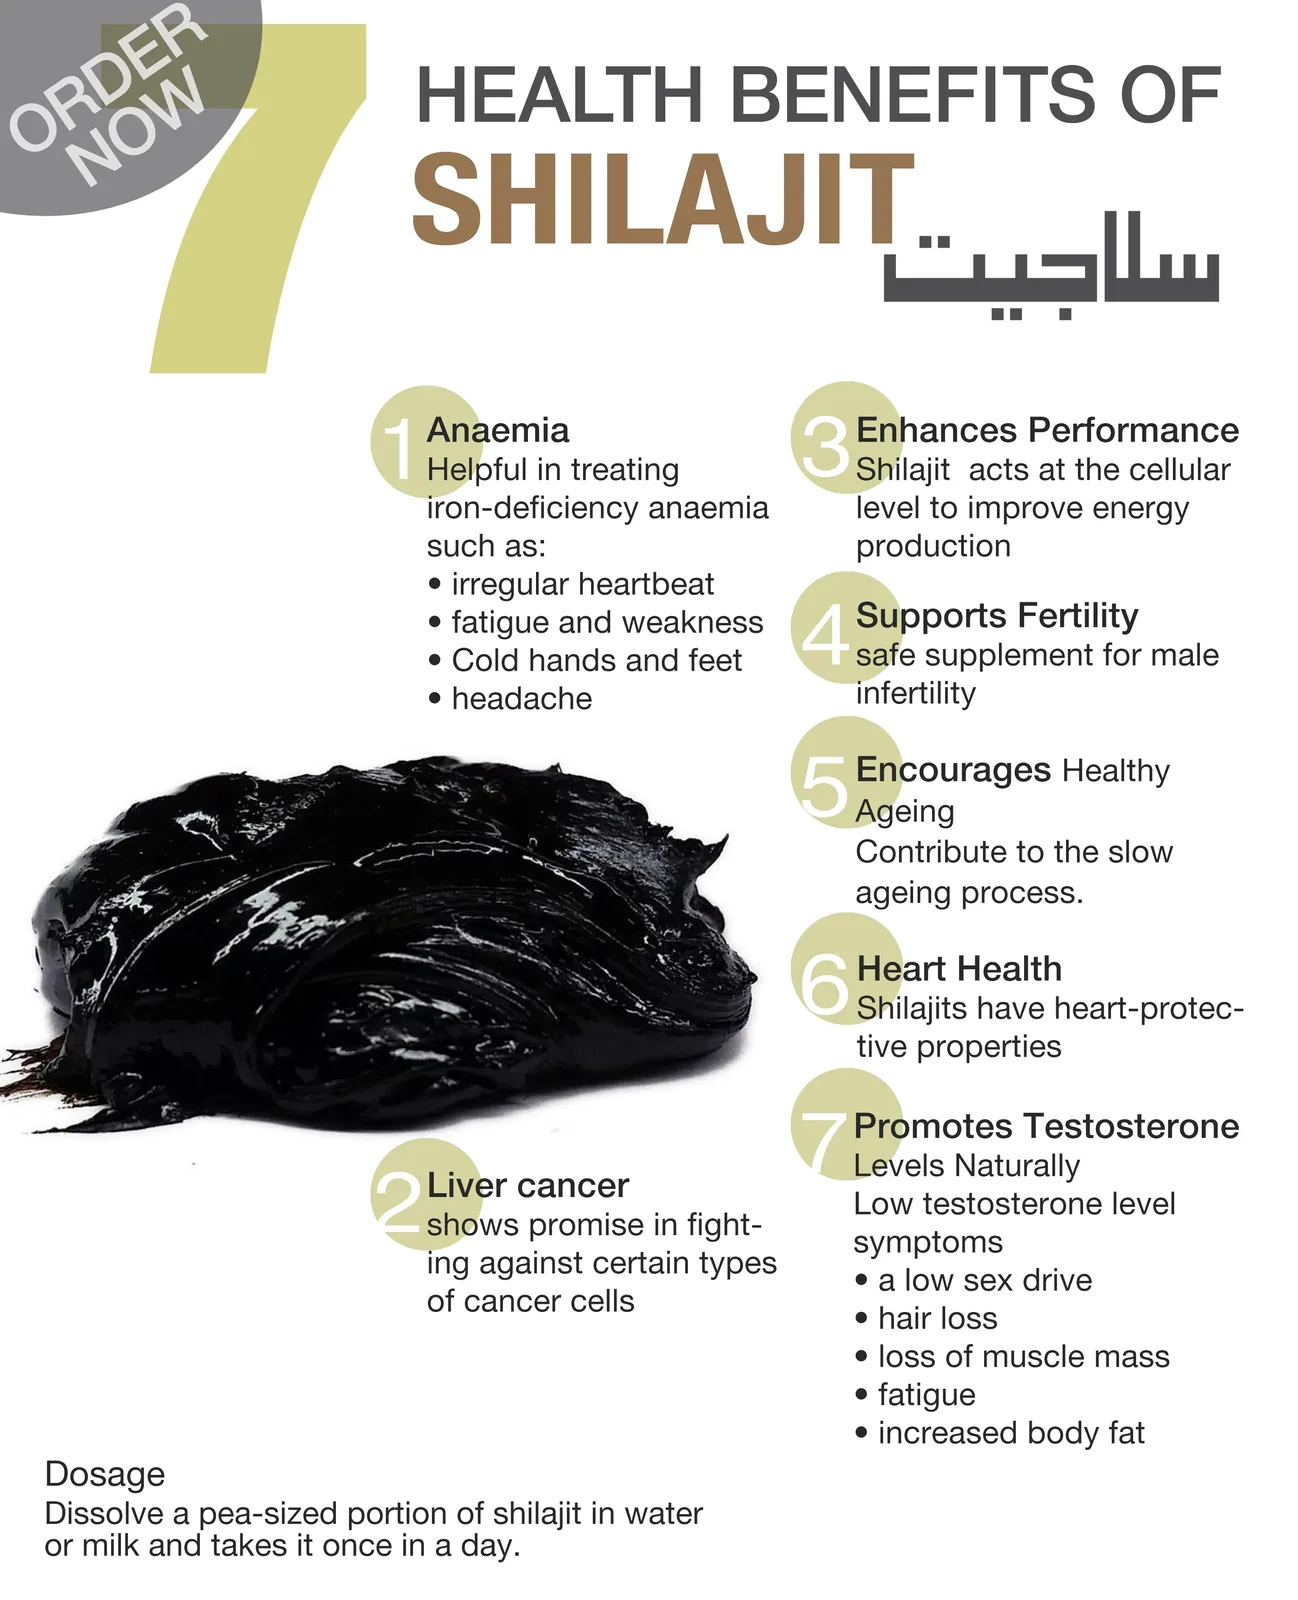 ORDER
NOW
7
HEALTH BENEFITS OF
SHILAJIT
سلاجيت
1
Anaemia
Helpful in treating
iron-deficiency anaemia
such as:
• irregular heartbeat
• fatigue and weakness
• Cold hands and feet
• headache
2
Liver cancer
shows promise in fight-
ing against certain types
of cancer cells
3
Enhances Performance
Shilajit  acts at the cellular
level to improve energy
production
4
Supports Fertility
safe supplement for male
infertility
5
Encourages Healthy
Ageing
Contribute to the slow
ageing process.
6
Heart Health
Shilajits have heart-protec-
tive properties
7
Promotes Testosterone
Levels Naturally
Low testosterone level
symptoms
• a low sex drive
• hair loss
• loss of muscle mass
• fatigue
• increased body fat
Dosage
Dissolve a pea-sized portion of shilajit in water
or milk and takes it once in a day.